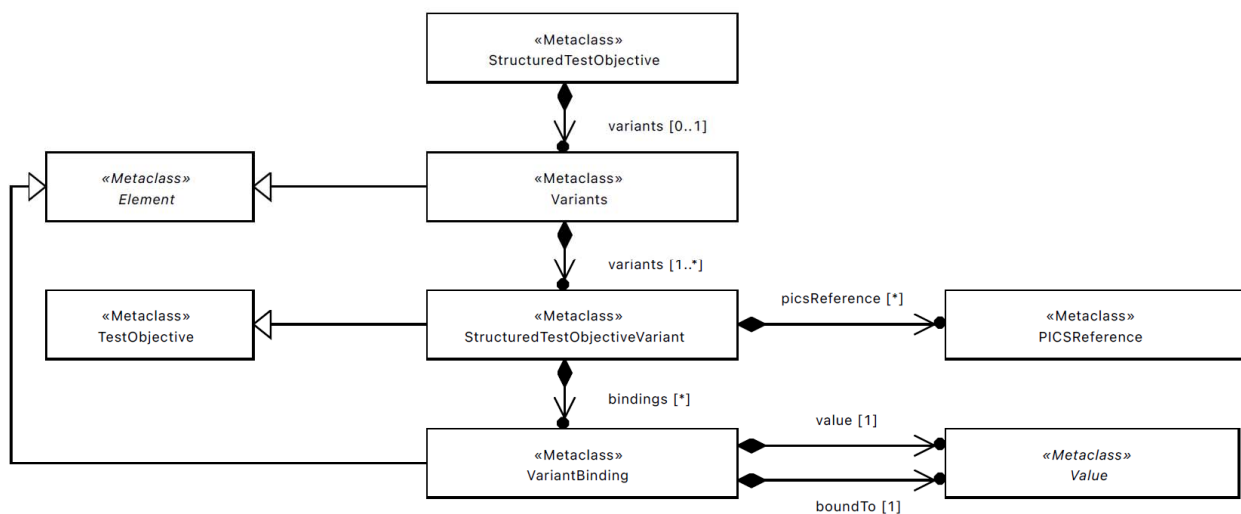 «Metaclass»
StructuredTestObjective
variants [0..1]
«Metaclass»
Element
«Metaclass»
Variants
variants [1..*]
«Metaclass»
TestObjective
«Metaclass»
StructuredTestObjectiveVariant
picsReference [*]
«Metaclass»
PICSReference
bindings [*]
«Metaclass»
VariantBinding
value [1]
boundTo [1]
«Metaclass»
Value